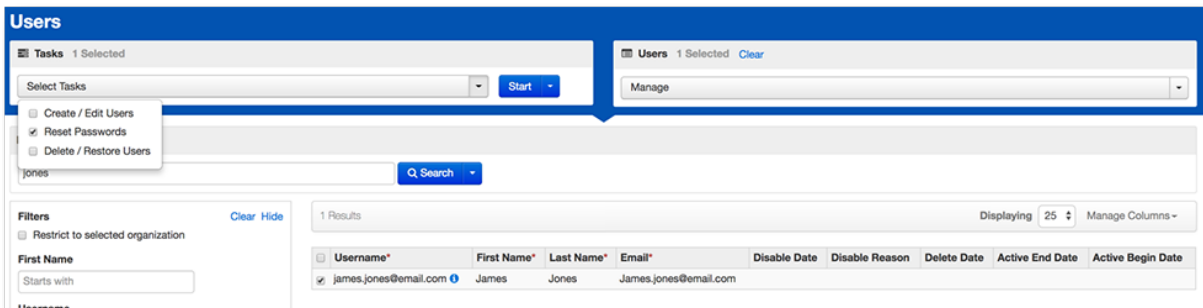 Users
Tasks 1 Selected
Users 1 Selected Clear
Select Tasks
Start
Manage
Create / Edit Users
Reset Passwords
Delete / Restore Users
jones
Search
Filters Clear Hide
1 Results
Displaying 25 Manage Columns
Restrict to selected organization
First Name
Starts with
Username* First Name* Last Name* Email* Disable Date Disable Reason Delete Date Active End Date Active Begin Date
james.jones@email.com James Jones James.jones@email.com
Username